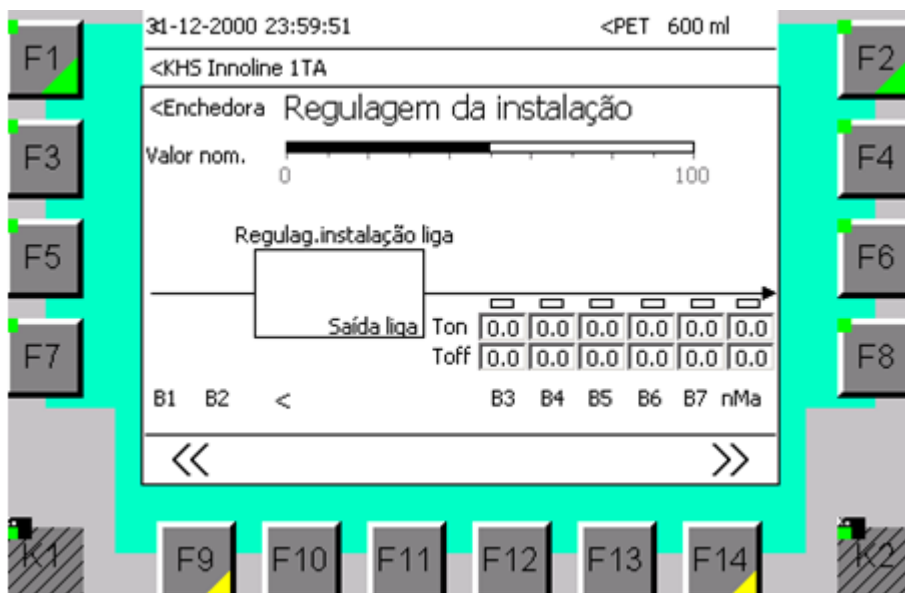 31-12-2000 23:59:51 <PET 600 ml
F1 F2
<KHS Innoline 1TA
<Enchedora Regulagem da instalação
F3 Valor nom. F4
0 100
Regulag.instalação liga
F5 F6
Saída liga Ton 0.0 0.0 0.0 0.0 0.0 0.0
F7 Toff 0.0 0.0 0.0 0.0 0.0 0.0 F8
B1 B2 < B3 B4 B5 B6 B7 nMa
<< >>
K1 F9 F10 F11 F12 F13 F14 K2